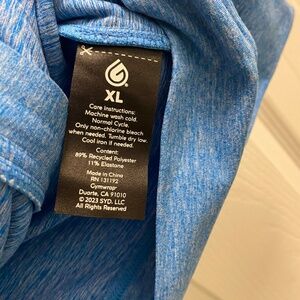 XL
Care Instructions:
Machine wash cold.
Normal Cycle.
Only non-chlorine bleach
when needed. Tumble dry low.
Cool iron if needed.
Content:
89% Recycled Polyester
11% Elastane
Made in China
RN 131192
Gymwrap®
Duarte, CA 91010
© 2023 SYD, LLC
All Rights Reserved